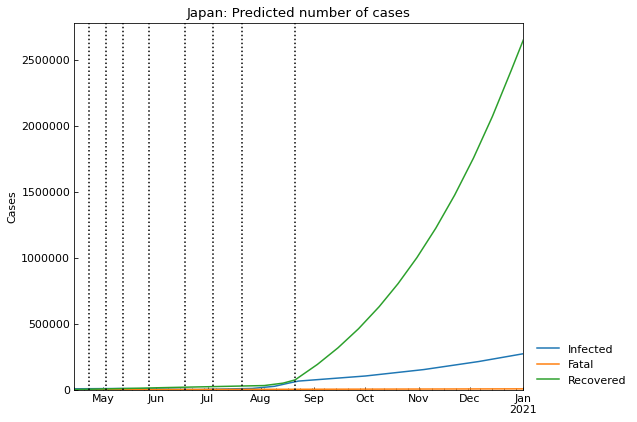 Japan: Predicted number of cases
Cases
2500000
2000000
1500000
1000000
500000
0
May Jun Jul Aug Sep Oct Nov Dec Jan
2021
Infected
Fatal
Recovered